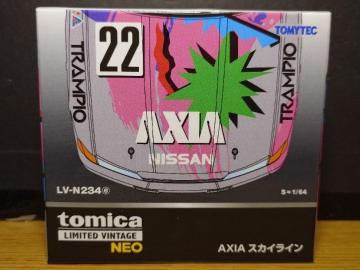 TOMYTEC
22
TRAMPIO
TRAMPIO
AXIA
NISSAN
LV-N234e
S=1/64
tomica
LIMITED VINTAGE
NEO
AXIA スカイライン